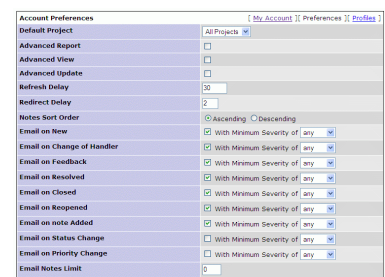 Account Preferences [ My Account ][ Preferences ][ Profiles ]
Default Project All Projects
Advanced Report
Advanced View
Advanced Update
Refresh Delay 30
Redirect Delay 2
Notes Sort Order Ascending Descending
Email on New With Minimum Severity of any
Email on Change of Handler With Minimum Severity of any
Email on Feedback With Minimum Severity of any
Email on Resolved With Minimum Severity of any
Email on Closed With Minimum Severity of any
Email on Reopened With Minimum Severity of any
Email on note Added With Minimum Severity of any
Email on Status Change With Minimum Severity of any
Email on Priority Change With Minimum Severity of any
Email Notes Limit 0